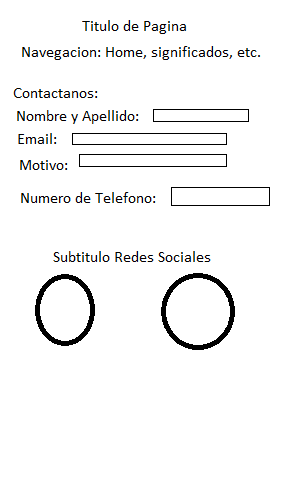 Titulo de Pagina
Navegacion: Home, significados, etc.
Contactanos:
Nombre y Apellido:
Email:
Motivo:
Numero de Telefono:
Subtitulo Redes Sociales